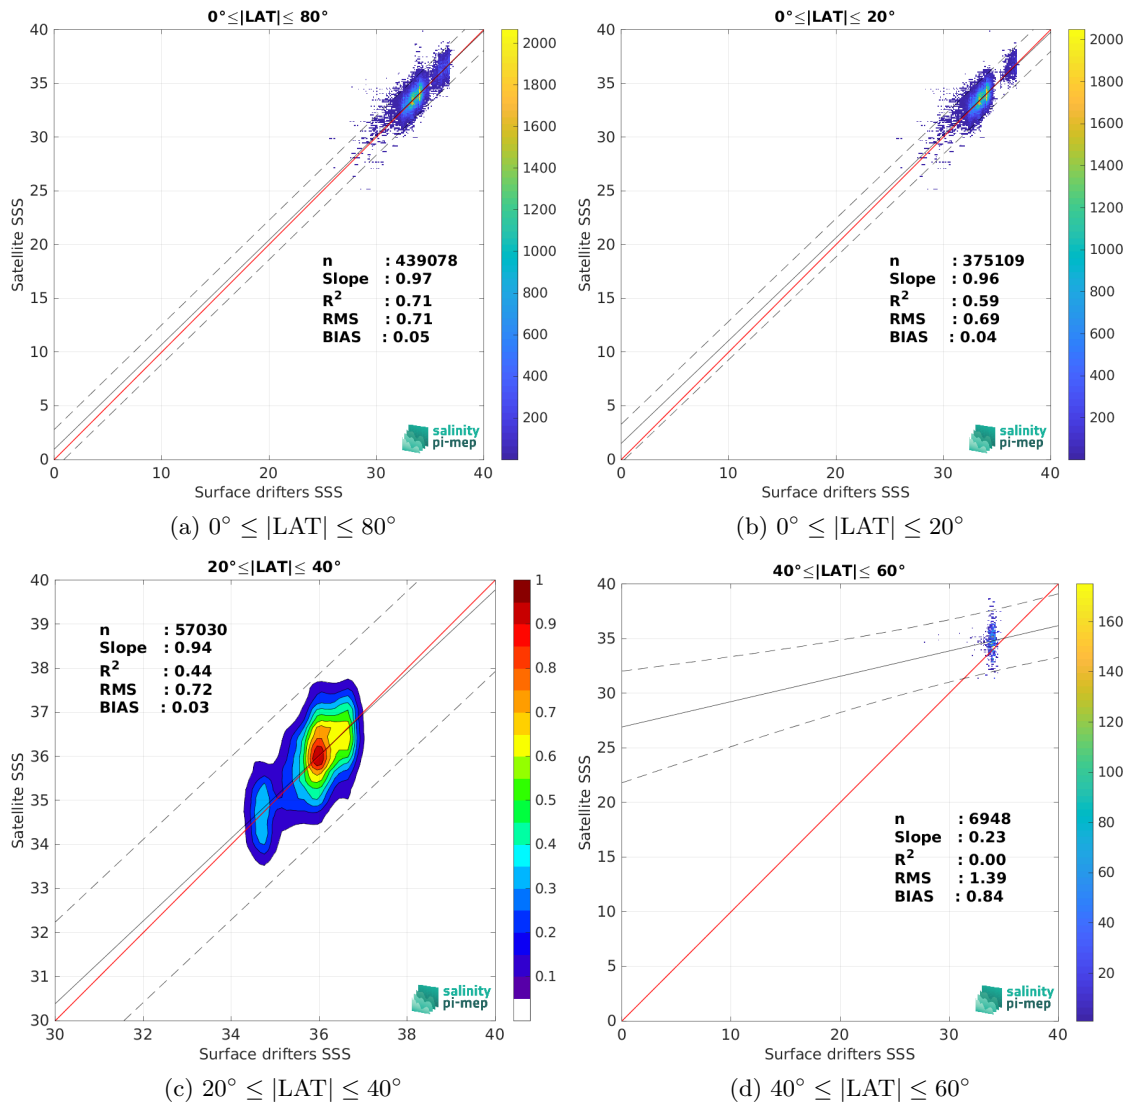 0°≤|LAT|≤ 80°
40
35
30
25
20
15
10
5
0
Satellite SSS
n : 439078
Slope : 0.97
R² : 0.71
RMS : 0.71
BIAS : 0.05
salinity
pi-mep
0 10 20 30 40
Surface drifters SSS
2000
1800
1600
1400
1200
1000
800
600
400
200
(a) 0° ≤ |LAT| ≤ 80°
0°≤|LAT|≤ 20°
40
35
30
25
20
15
10
5
0
Satellite SSS
n : 375109
Slope : 0.96
R² : 0.59
RMS : 0.69
BIAS : 0.04
salinity
pi-mep
0 10 20 30 40
Surface drifters SSS
2000
1800
1600
1400
1200
1000
800
600
400
200
(b) 0° ≤ |LAT| ≤ 20°
20°≤|LAT|≤ 40°
40
39
38
37
36
35
34
33
32
31
30
Satellite SSS
n : 57030
Slope : 0.94
R² : 0.44
RMS : 0.72
BIAS : 0.03
salinity
pi-mep
30 32 34 36 38 40
Surface drifters SSS
1
0.9
0.8
0.7
0.6
0.5
0.4
0.3
0.2
0.1
(c) 20° ≤ |LAT| ≤ 40°
40°≤|LAT|≤ 60°
40
35
30
25
20
15
10
5
0
Satellite SSS
n : 6948
Slope : 0.23
R² : 0.00
RMS : 1.39
BIAS : 0.84
salinity
pi-mep
0 10 20 30 40
Surface drifters SSS
160
140
120
100
80
60
40
20
(d) 40° ≤ |LAT| ≤ 60°